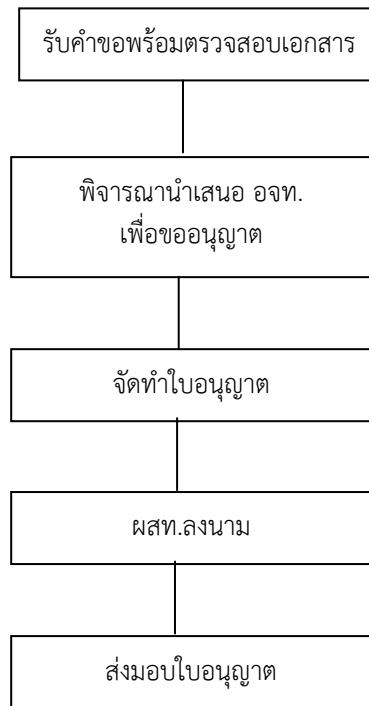 รับคำขอพร้อมตรวจสอบเอกสาร
พิจารณานำเสนอ อจท.
เพื่อขออนุญาต
จัดทำใบอนุญาต
ผสท.ลงนาม
ส่งมอบใบอนุญาต